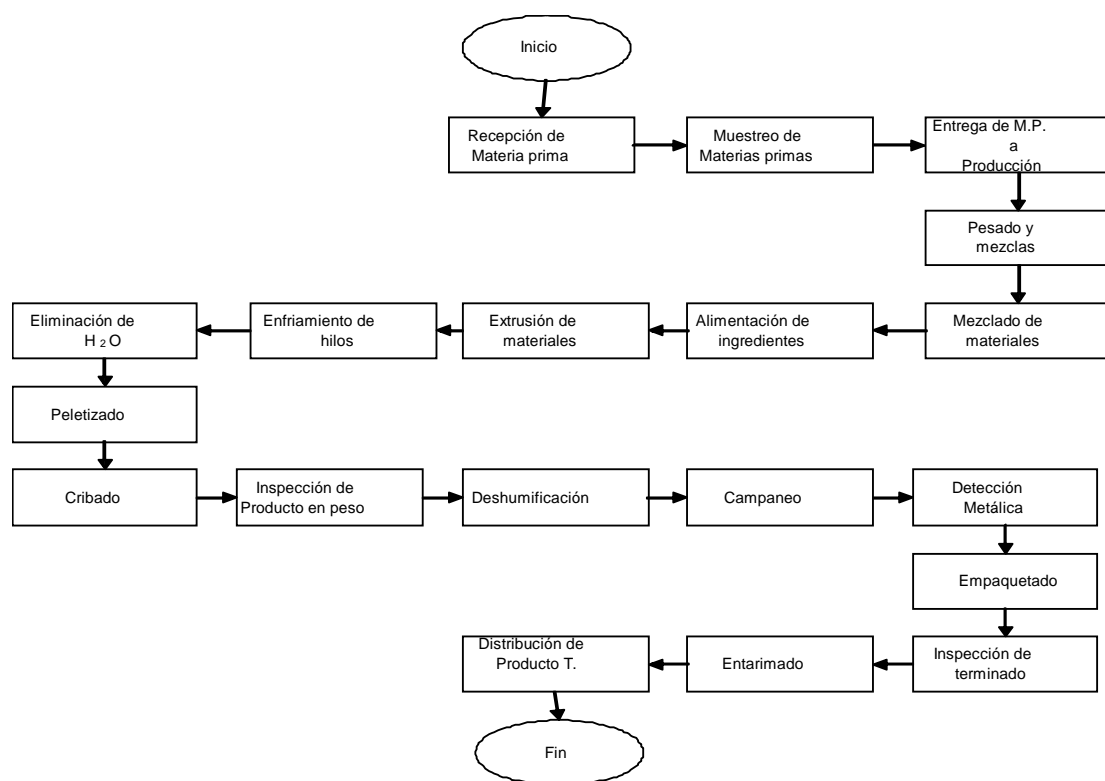 Inicio
Recepción de
Materia prima
Muestreo de
Materias primas
Entrega de M.P.
a
Producción
Pesado y
mezclas
Mezclado de
materiales
Alimentación de
ingredientes
Extrusión de
materiales
Enfriamiento de
hilos
Eliminación de
H ₂ O
Peletizado
Cribado
Inspección de
Producto en peso
Deshumificación
Campaneo
Detección
Metálica
Empaquetado
Inspección de
terminado
Entarimado
Distribución de
Producto T.
Fin